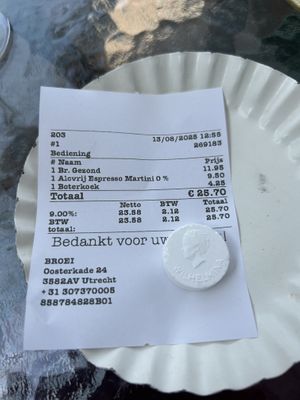 203 13/08/2025 12:55
#1 269183
Bediening
# Naam Prijs
1 Br. Gezond 11.95
1 Alcvrij Espresso Martini 0 % 9.50
1 Boterkoek 4.25
Totaal € 25.70
Netto BTW Totaal
9.00%: 23.58 2.12 25.70
BTW 23.58 2.12 25.70
totaal:
Bedankt voor uw
BROEI
Oosterkade 24
3582AV Utrecht
+31 307370005
858784828B01
WILHELMINA